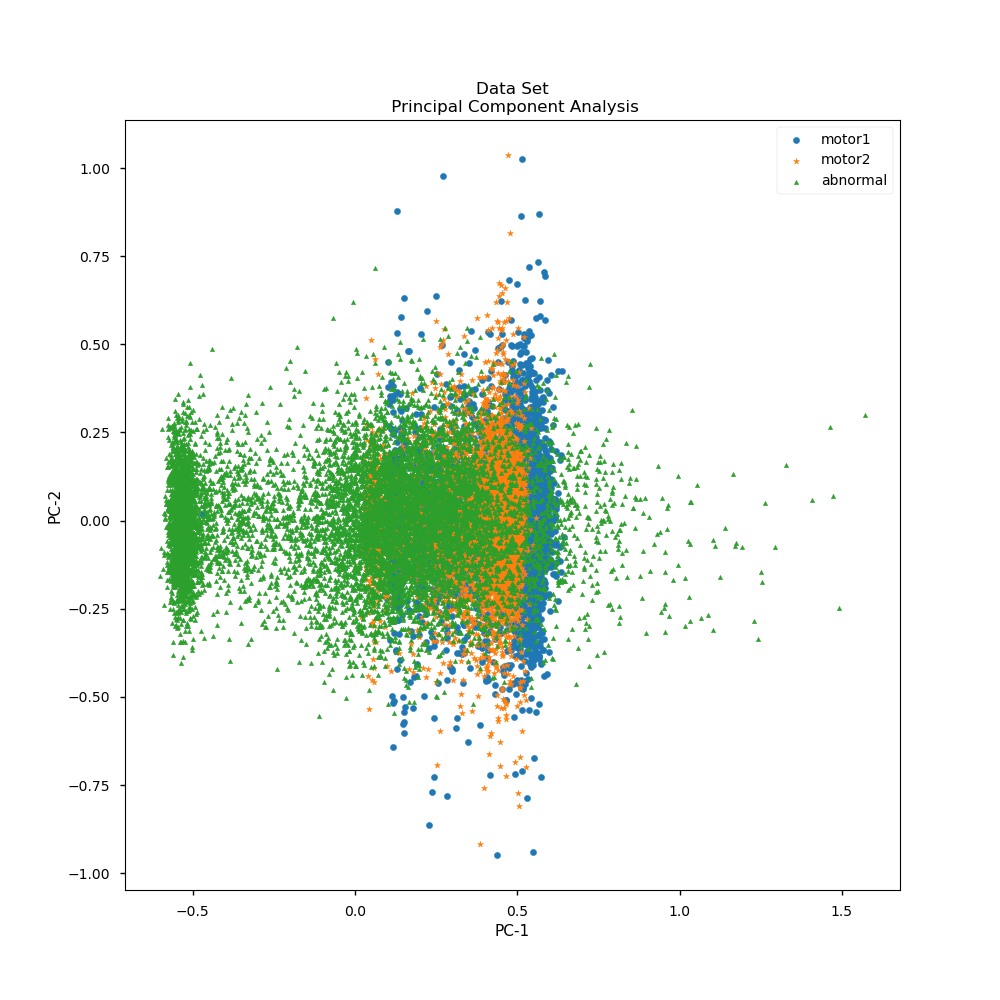 Data Set
Principal Component Analysis
motor1
motor2
abnormal
1.00
0.75
0.50
0.25
0.00
−0.25
−0.50
−0.75
−1.00
PC-2
−0.5
0.0
0.5
1.0
1.5
PC-1